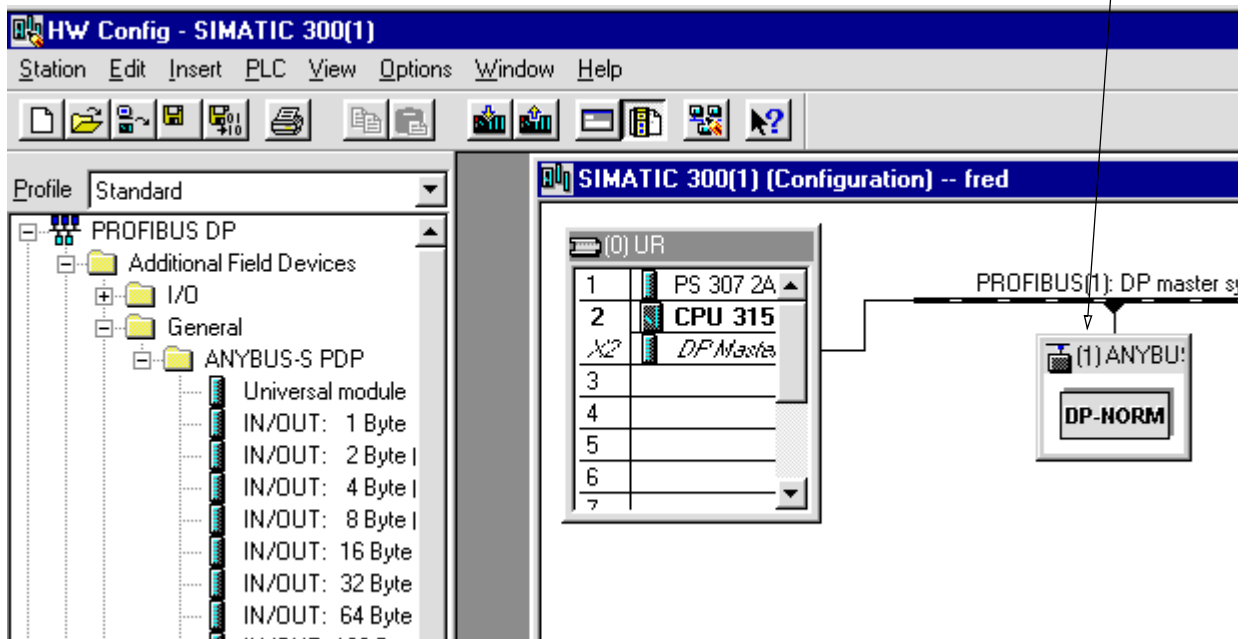 HW Config - SIMATIC 300(1)
Station Edit Insert PLC View Options Window Help
Profile Standard
PROFIBUS DP
Additional Field Devices
I/O
General
ANYBUS-S PDP
Universal module
IN/OUT: 1 Byte
IN/OUT: 2 Byte
IN/OUT: 4 Byte
IN/OUT: 8 Byte
IN/OUT: 16 Byte
IN/OUT: 32 Byte
IN/OUT: 64 Byte
SIMATIC 300(1) (Configuration) -- fred
(0) UR
1 PS 307 2A
2 CPU 315
X2 DP Maste
3
4
5
6
7
PROFIBUS(1): DP master sy
(1) ANYBUS
DP-NORM